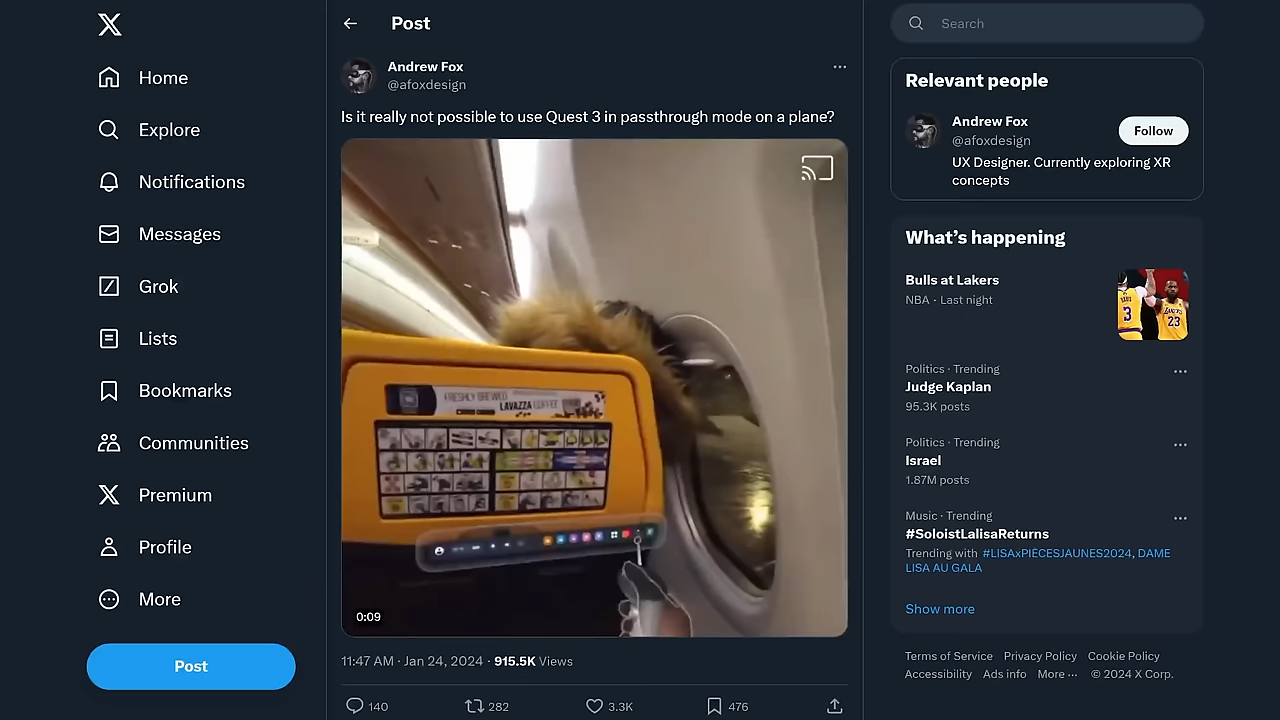 Home
Explore
Notifications
Messages
Grok
Lists
Bookmarks
Communities
Premium
Profile
More
Post
Post
Andrew Fox
@afoxdesign
Is it really not possible to use Quest 3 in passthrough mode on a plane?
FRESHLY BREWED
LAVAZZA COFFEE
0:09
11:47 AM · Jan 24, 2024 · 915.5K Views
140
282
3.3K
476
Search
Relevant people
Andrew Fox
@afoxdesign
Follow
UX Designer. Currently exploring XR
concepts
What’s happening
Bulls at Lakers
NBA · Last night
3
23
Politics · Trending
Judge Kaplan
95.3K posts
Politics · Trending
Israel
1.87M posts
Music · Trending
#SoloistLalisaReturns
Trending with #LISAxPIÈCESJAUNES2024, DAME
LISA AU GALA
Show more
Terms of Service Privacy Policy Cookie Policy
Accessibility Ads info More ··· © 2024 X Corp.